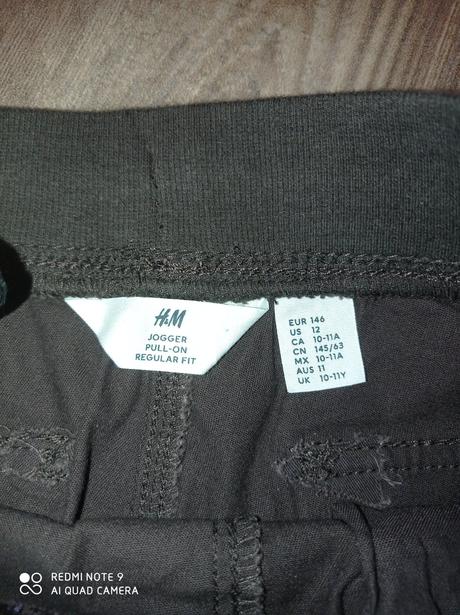 H&M
JOGGER
PULL-ON
REGULAR FIT
EUR 146
US 12
CA 10-11A
CN 145/63
MX 10-11A
AUS 11
UK 10-11Y
REDMI NOTE 9
AI QUAD CAMERA